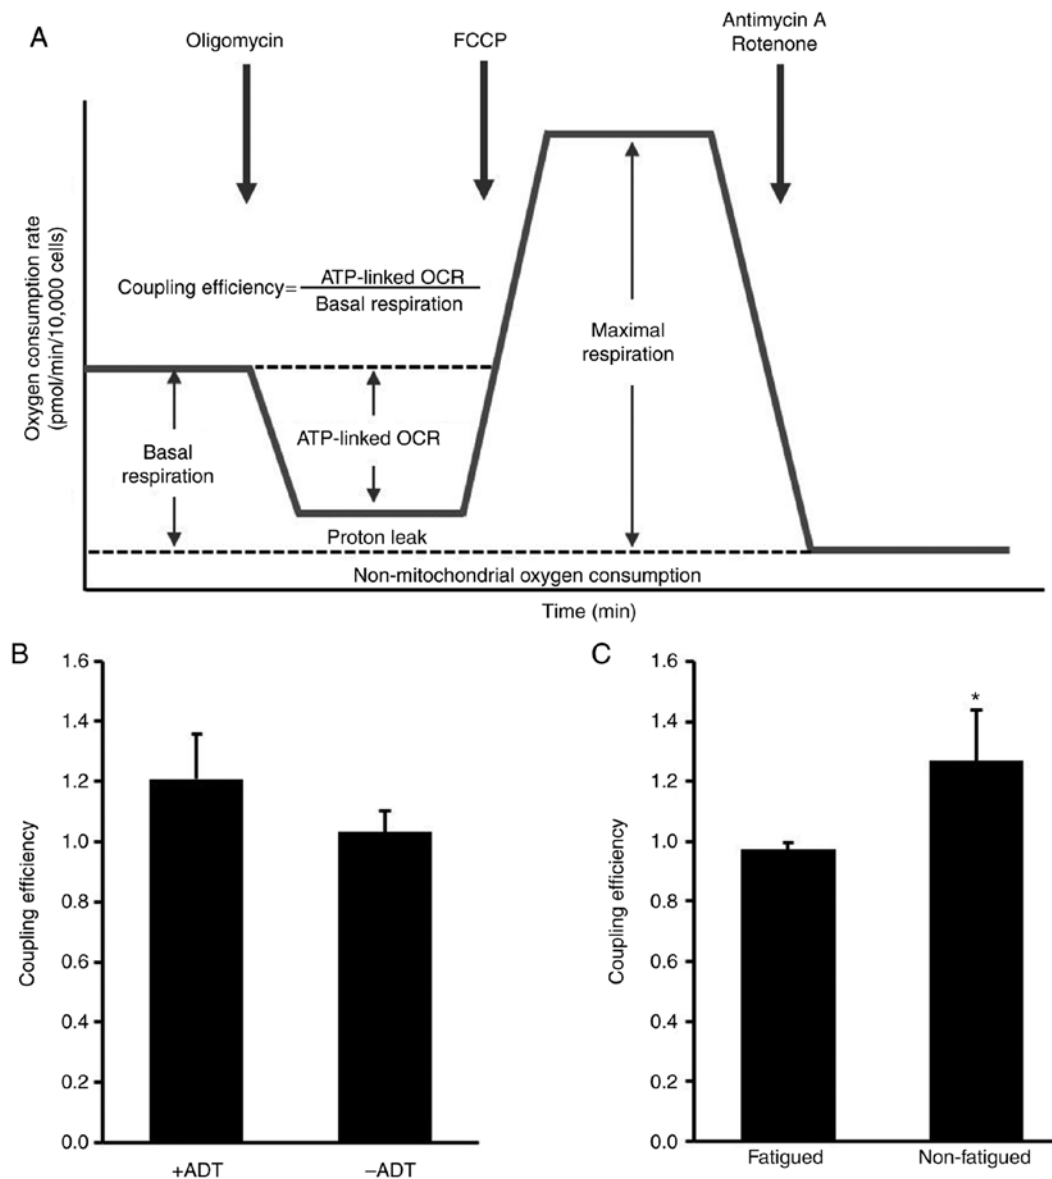 A
Oligomycin
FCCP
Antimycin A
Rotenone
Oxygen consumption rate
(pmol/min/10,000 cells)
Coupling efficiency=
ATP-linked OCR
Basal respiration
Maximal
respiration
ATP-linked OCR
Basal
respiration
Proton leak
Non-mitochondrial oxygen consumption
Time (min)
B
Coupling efficiency
1.6
1.4
1.2
1.0
0.8
0.6
0.4
0.2
0.0
+ADT
–ADT
C
Coupling efficiency
1.6
1.4
1.2
1.0
0.8
0.6
0.4
0.2
0.0
*
Fatigued
Non-fatigued